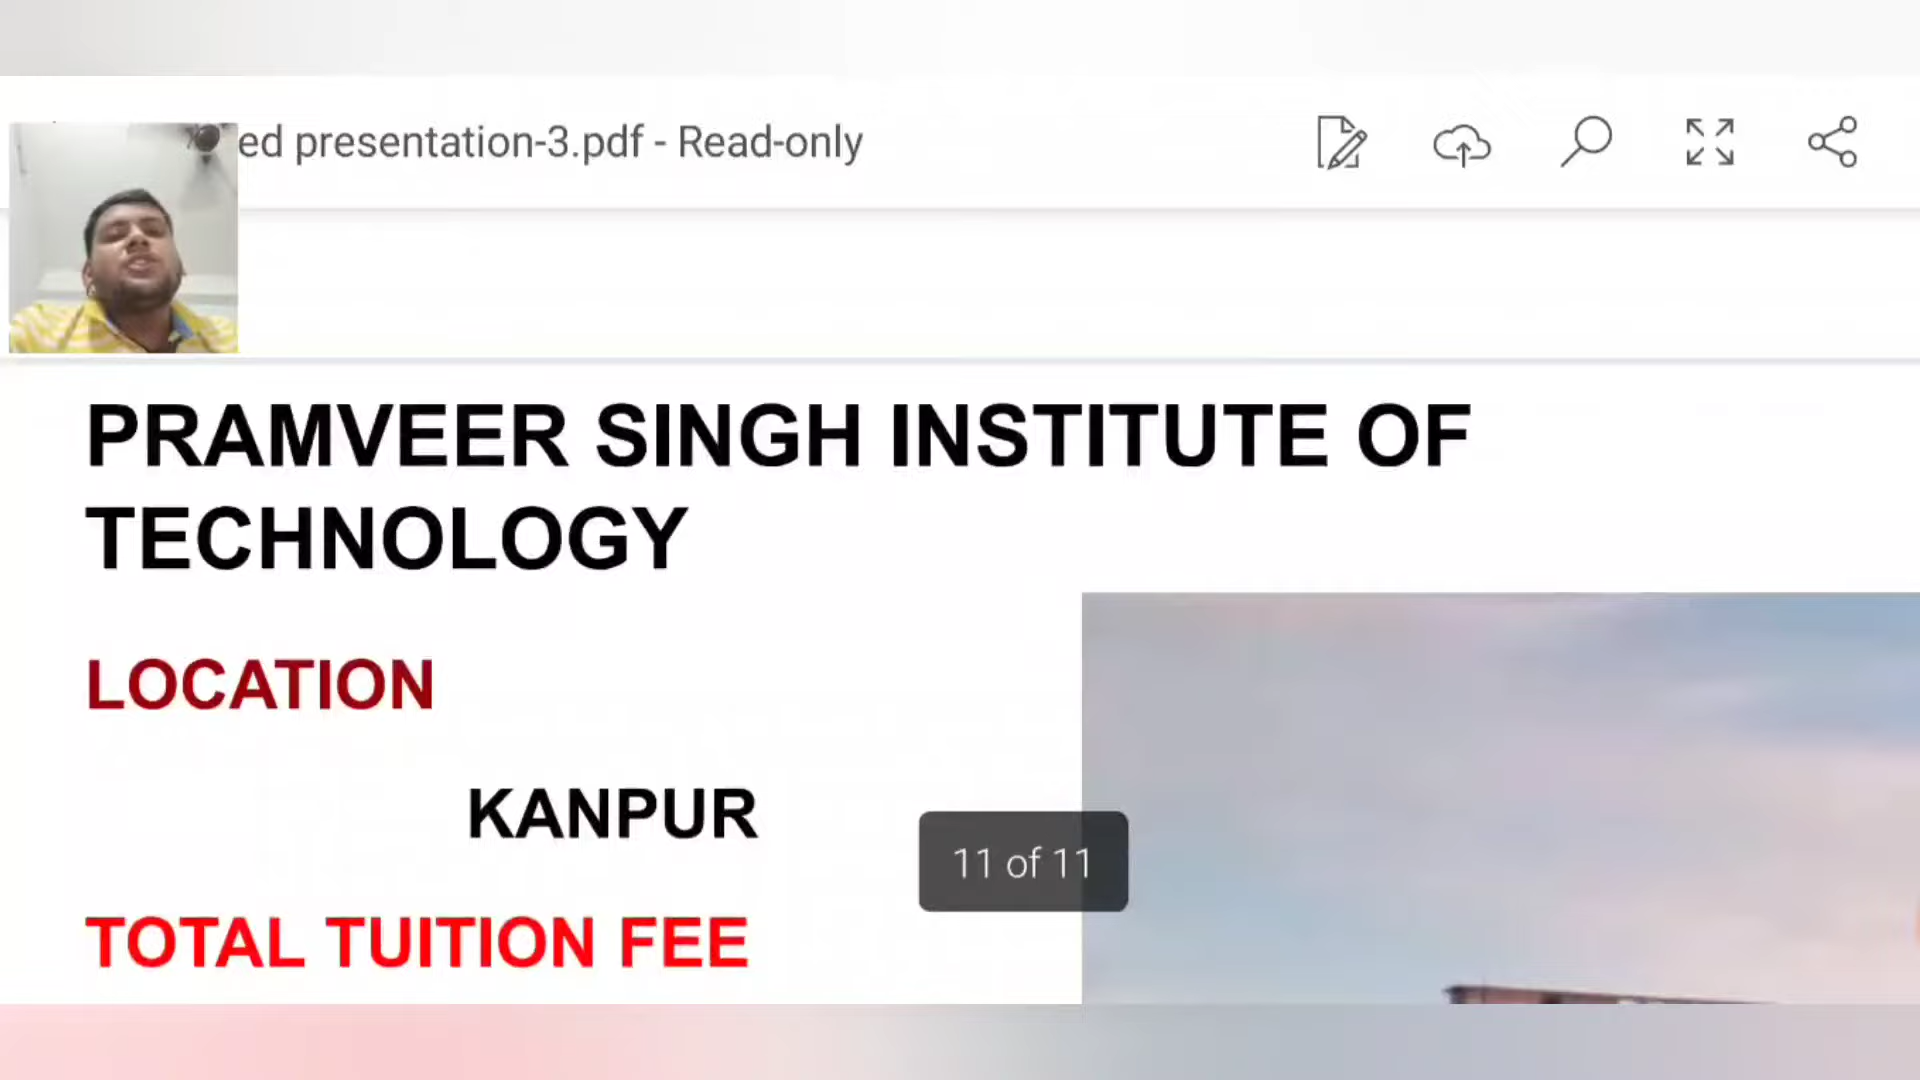 ed presentation-3.pdf - Read-only
PRAMVEER SINGH INSTITUTE OF
TECHNOLOGY
LOCATION
KANPUR
11 of 11
TOTAL TUITION FEE